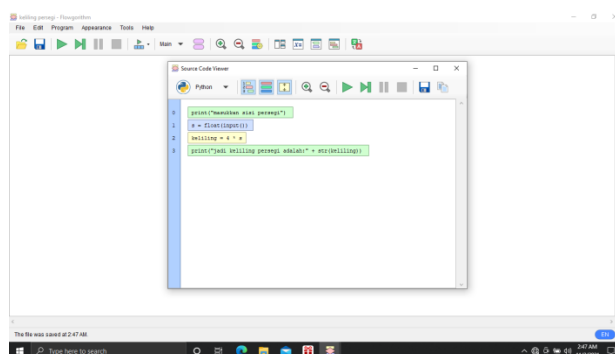 keliling persegi - Flowgorithm
File Edit Program Appearance Tools Help
Main
Source Code Viewer
Python
0 print("masukkan sisi persegi")
1 s = float(input())
2 keliling = 4 * s
3 print("jadi keliling persegi adalah:" + str(keliling))
The file was saved at 2:47 AM.
EN
Type here to search
2:47 AM